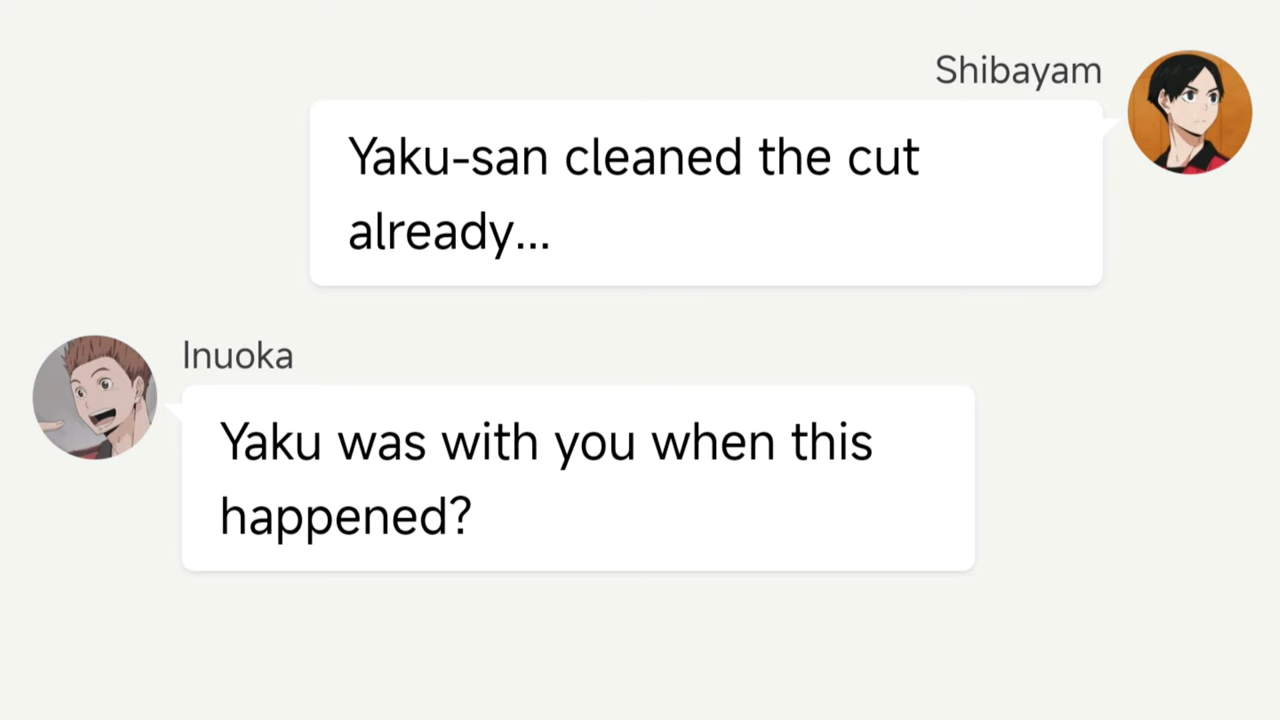 Shibayam
Yaku-san cleaned the cut
already...
Inuoka
Yaku was with you when this
happened?